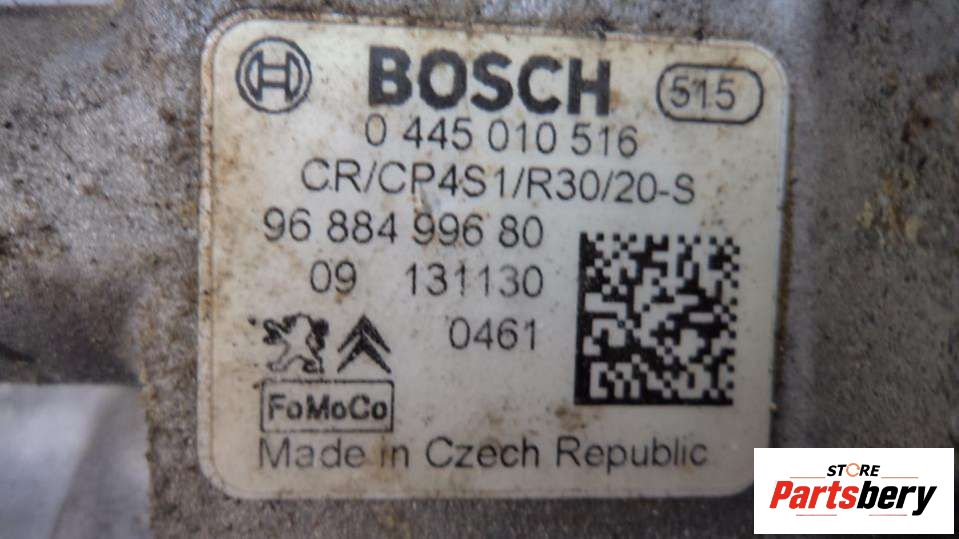 BOSCH 515
0 445 010 516
CR/CP4S1/R30/20-S
96 884 996 80
09 131130
0461
FoMoCo
Made in Czech Republic
STORE
Partsbery